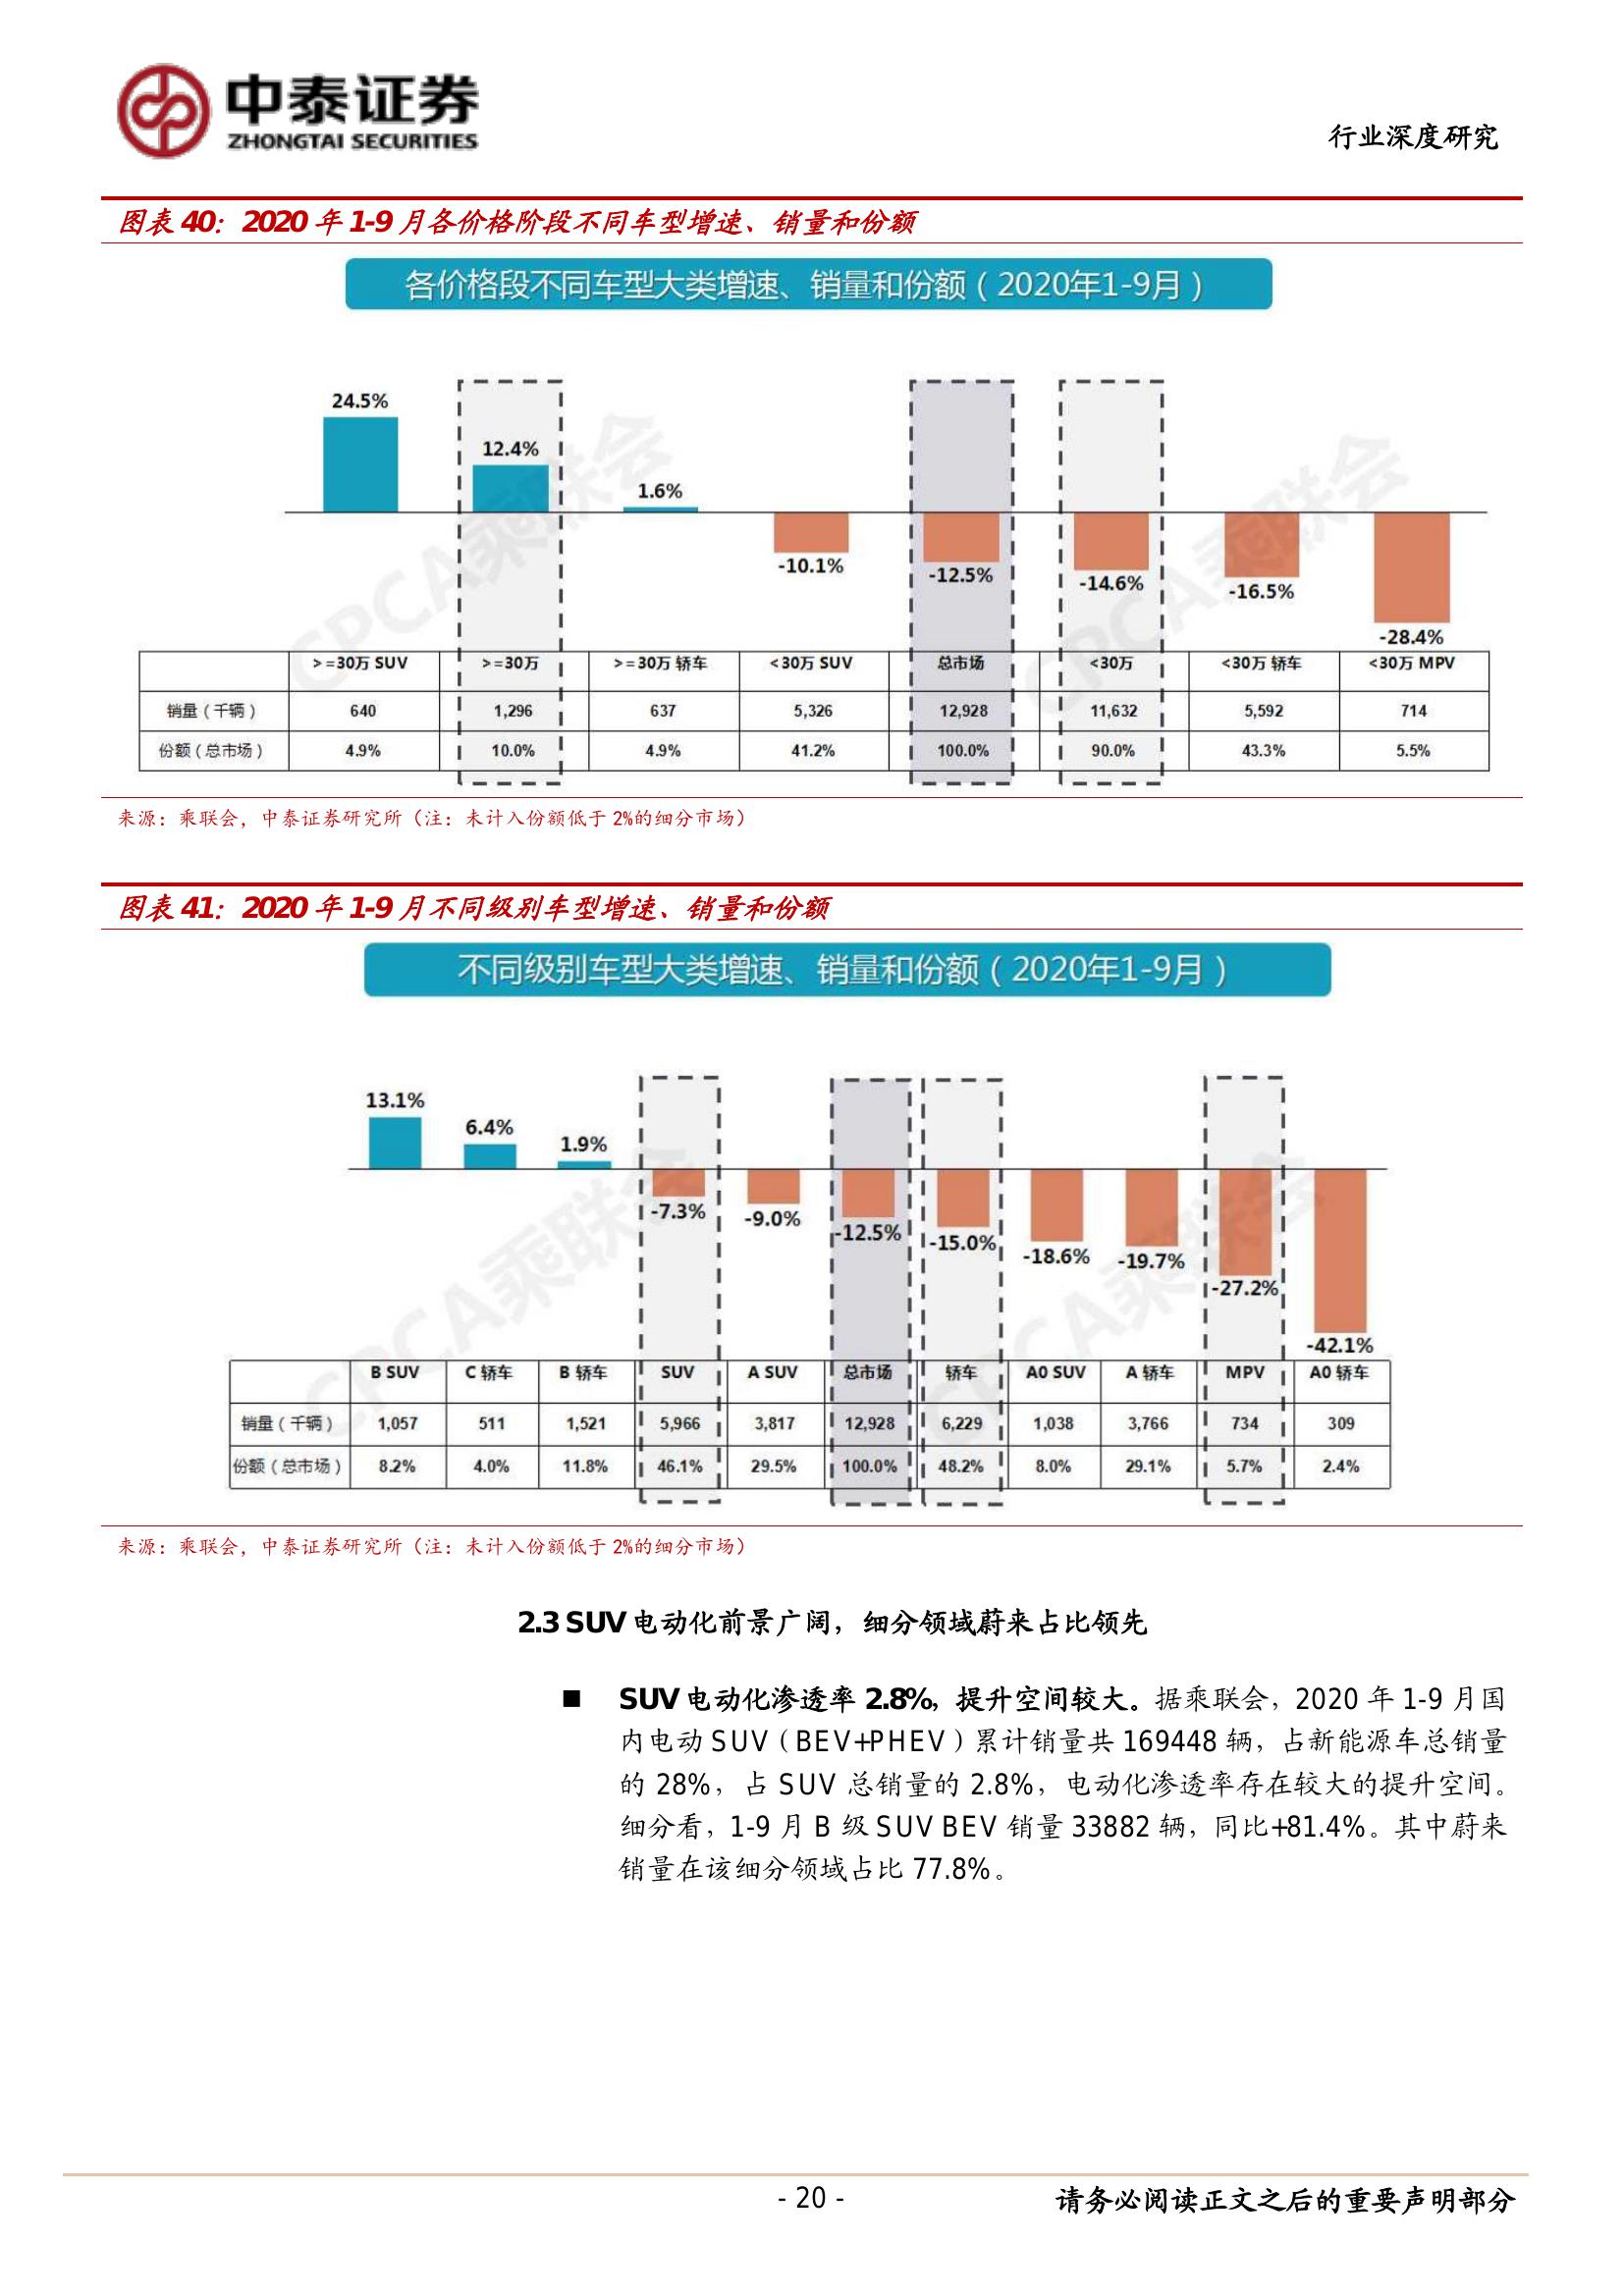 中泰证券
ZHONGTAI SECURITIES
行业深度研究
图表 40：2020 年 1-9 月各价格阶段不同车型增速、销量和份额
各价格段不同车型大类增速、销量和份额（2020年1-9月）
24.5%
12.4%
1.6%
-10.1%
-12.5%
-14.6%
-16.5%
-28.4%
CPCA乘联会
CPCA乘联会
>=30万 SUV >=30万 >=30万 轿车 <30万 SUV 总市场 <30万 <30万 轿车 <30万 MPV
销量（千辆） 640 1,296 637 5,326 12,928 11,632 5,592 714
份额（总市场） 4.9% 10.0% 4.9% 41.2% 100.0% 90.0% 43.3% 5.5%
来源：乘联会，中泰证券研究所（注：未计入份额低于 2%的细分市场）
图表 41：2020 年 1-9 月不同级别车型增速、销量和份额
不同级别车型大类增速、销量和份额（2020年1-9月）
13.1%
6.4%
1.9%
-7.3%
-9.0%
-12.5%
-15.0%
-18.6%
-19.7%
-27.2%
-42.1%
CPCA乘联会
CPCA乘联会
B SUV C 轿车 B 轿车 SUV A SUV 总市场 轿车 A0 SUV A 轿车 MPV A0 轿车
销量（千辆） 1,057 511 1,521 5,966 3,817 12,928 6,229 1,038 3,766 734 309
份额（总市场） 8.2% 4.0% 11.8% 46.1% 29.5% 100.0% 48.2% 8.0% 29.1% 5.7% 2.4%
来源：乘联会，中泰证券研究所（注：未计入份额低于 2%的细分市场）
2.3 SUV 电动化前景广阔，细分领域蔚来占比领先
■ SUV 电动化渗透率 2.8%，提升空间较大。据乘联会，2020 年 1-9 月国
内电动 SUV（BEV+PHEV）累计销量共 169448 辆，占新能源车总销量
的 28%，占 SUV 总销量的 2.8%，电动化渗透率存在较大的提升空间。
细分看，1-9 月 B 级 SUV BEV 销量 33882 辆，同比+81.4%。其中蔚来
销量在该细分领域占比 77.8%。
- 20 -
请务必阅读正文之后的重要声明部分